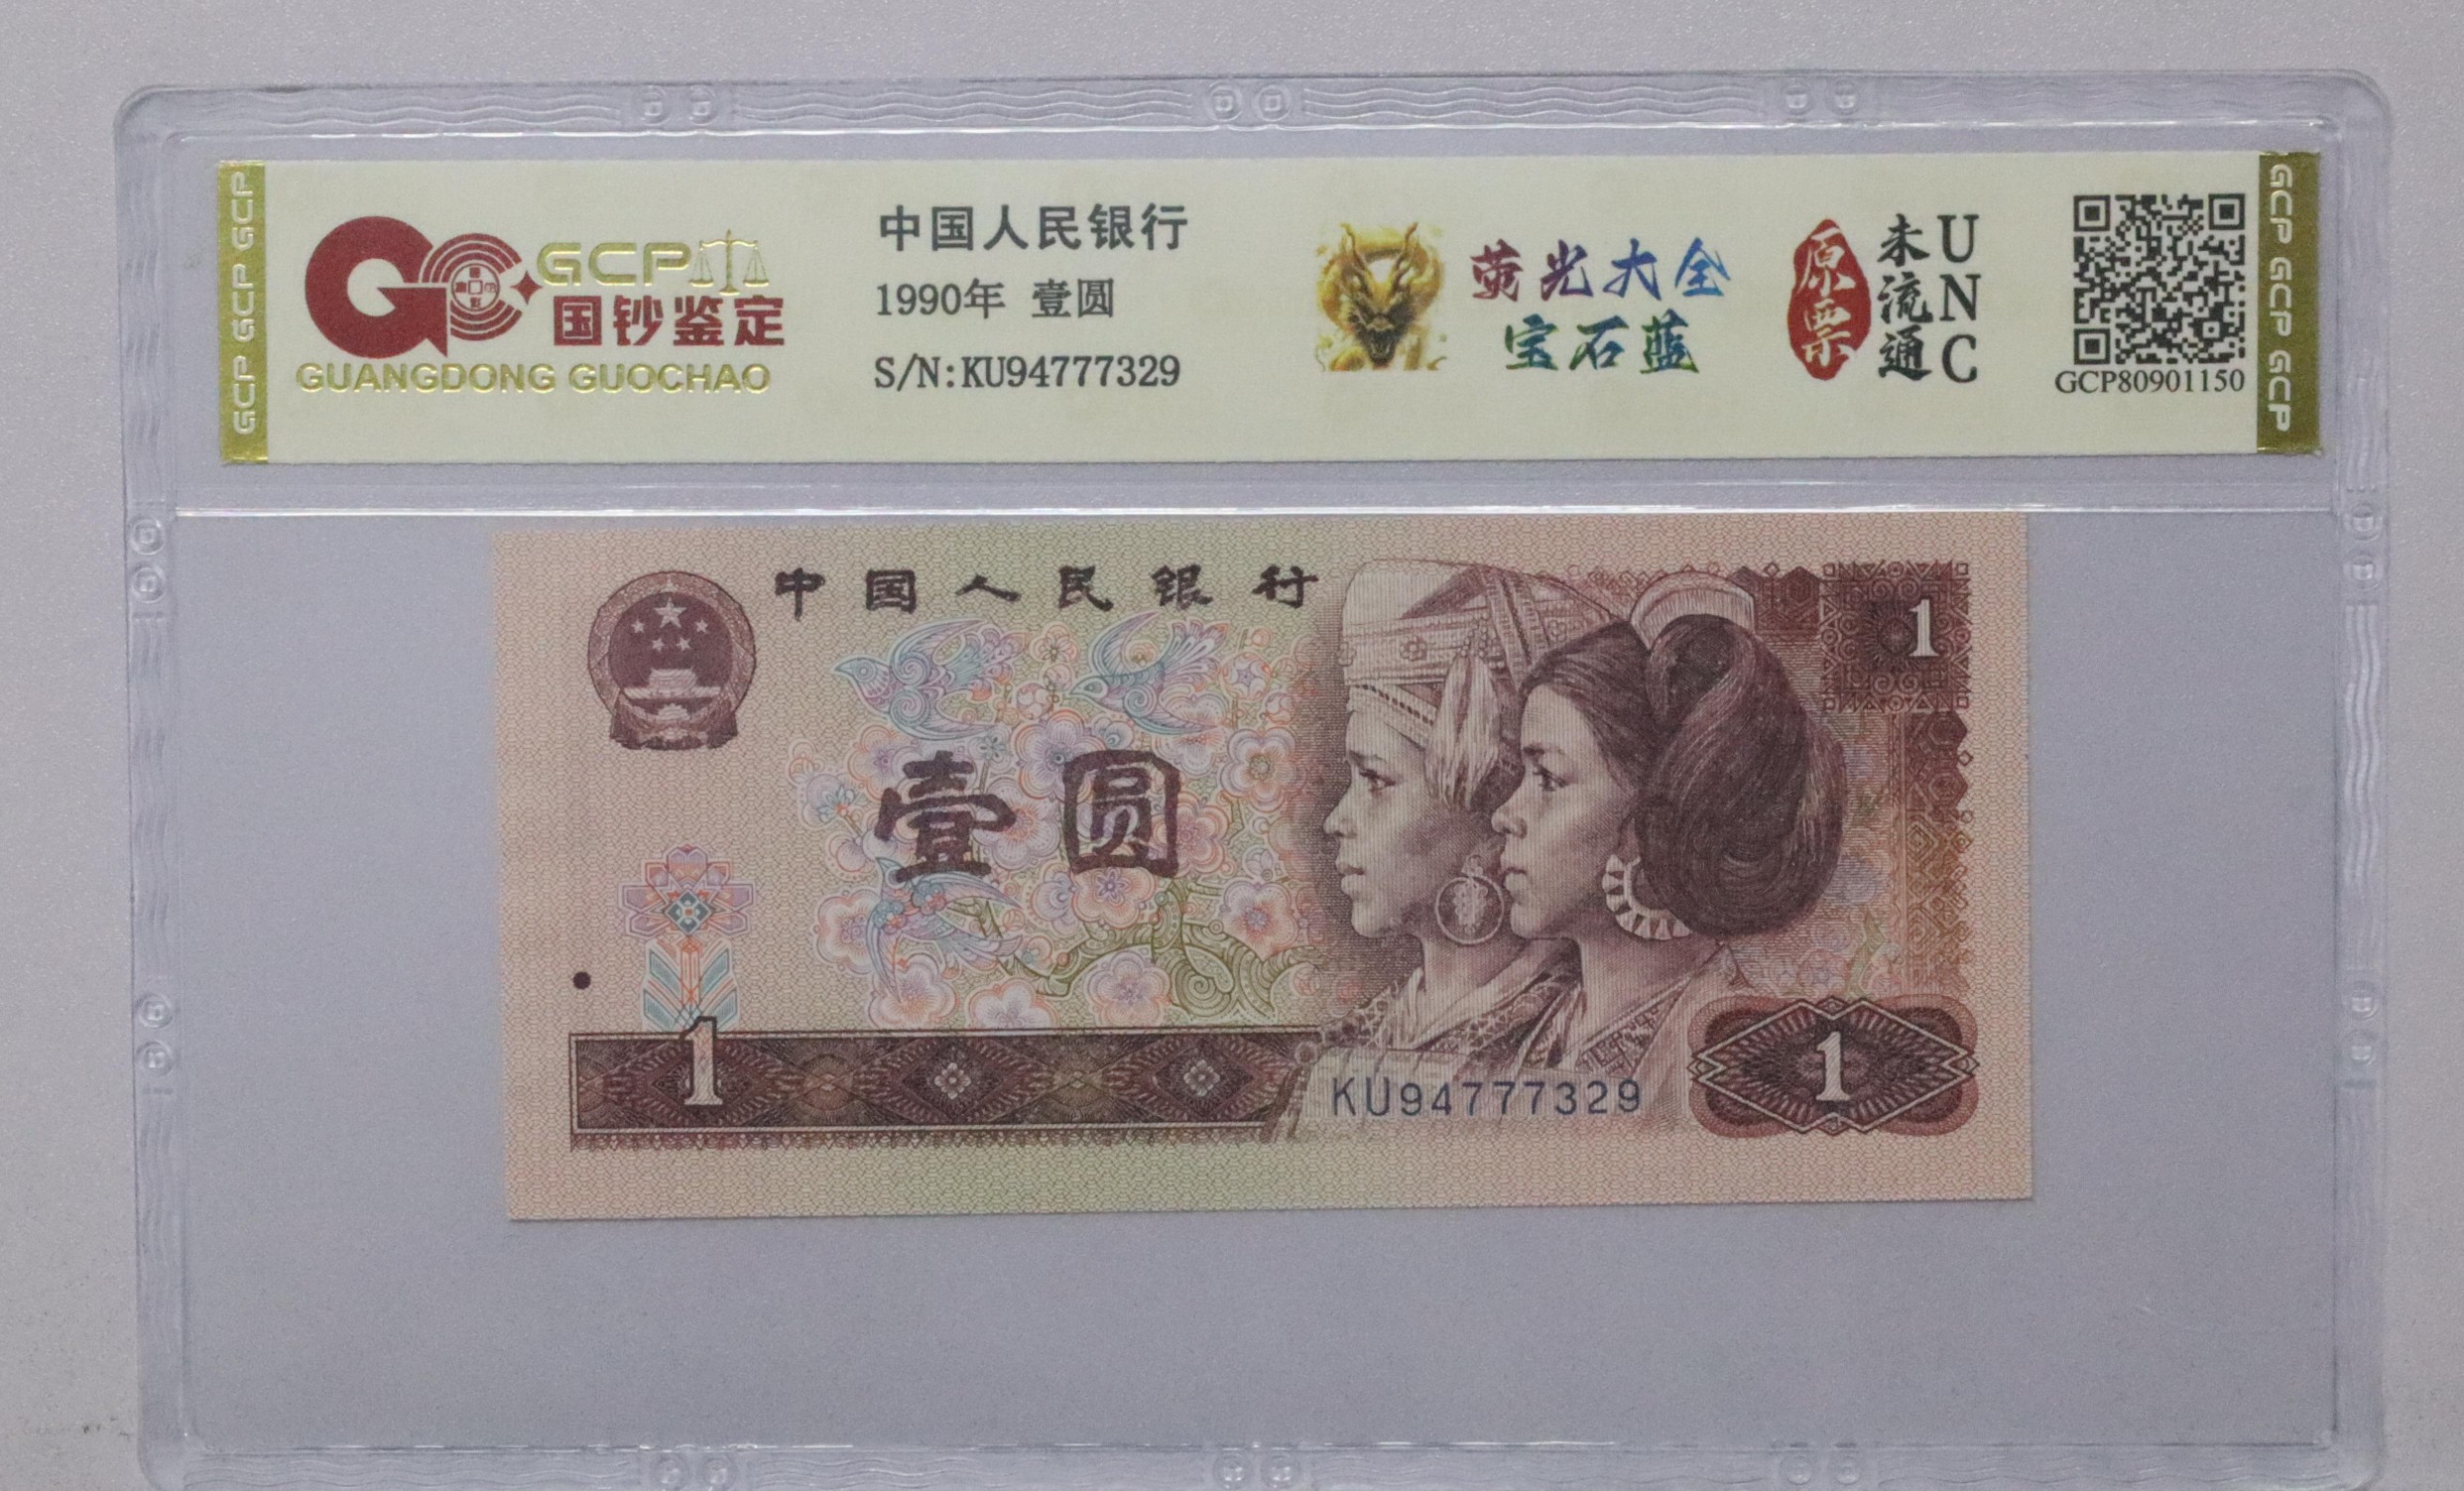 GCP GCP GCP
GCP
国钞鉴定
GUANGDONG GUOCHAO
中国人民银行
1990年 壹圆
S/N:KU94777329
荧光大全
宝石蓝
原票
未流通
UNC
GCP80901150
GCP GCP GCP
中国人民银行
1
壹圆
1
KU94777329
1